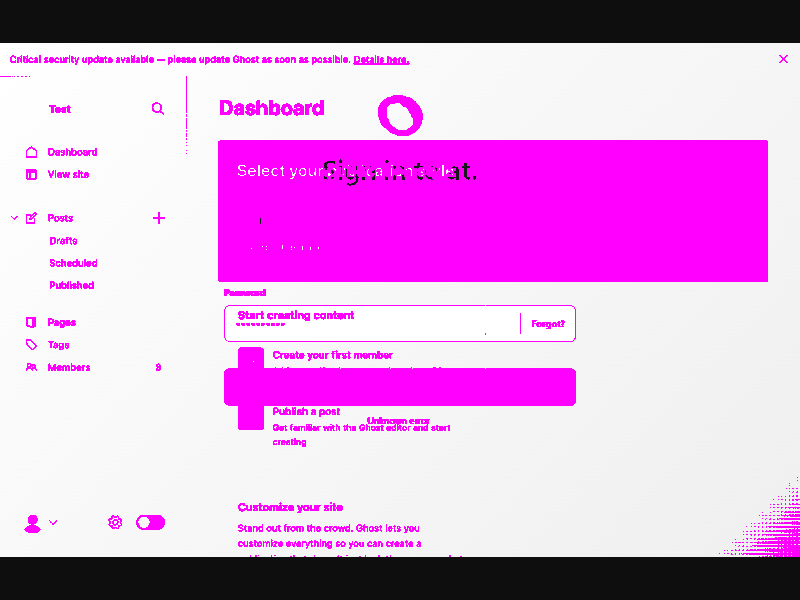 Critical security update available — please update Ghost as soon as possible. Details here.
Test
Dashboard
View site
Posts
Drafts
Scheduled
Published
Pages
Tags
Members
Dashboard
Select your
Sign in to at.
Password
Start creating content
Forgot?
Create your first member
Publish a post
Unknown error
Get familiar with the Ghost editor and start
creating
Customize your site
Stand out from the crowd. Ghost lets you
customize everything so you can create a